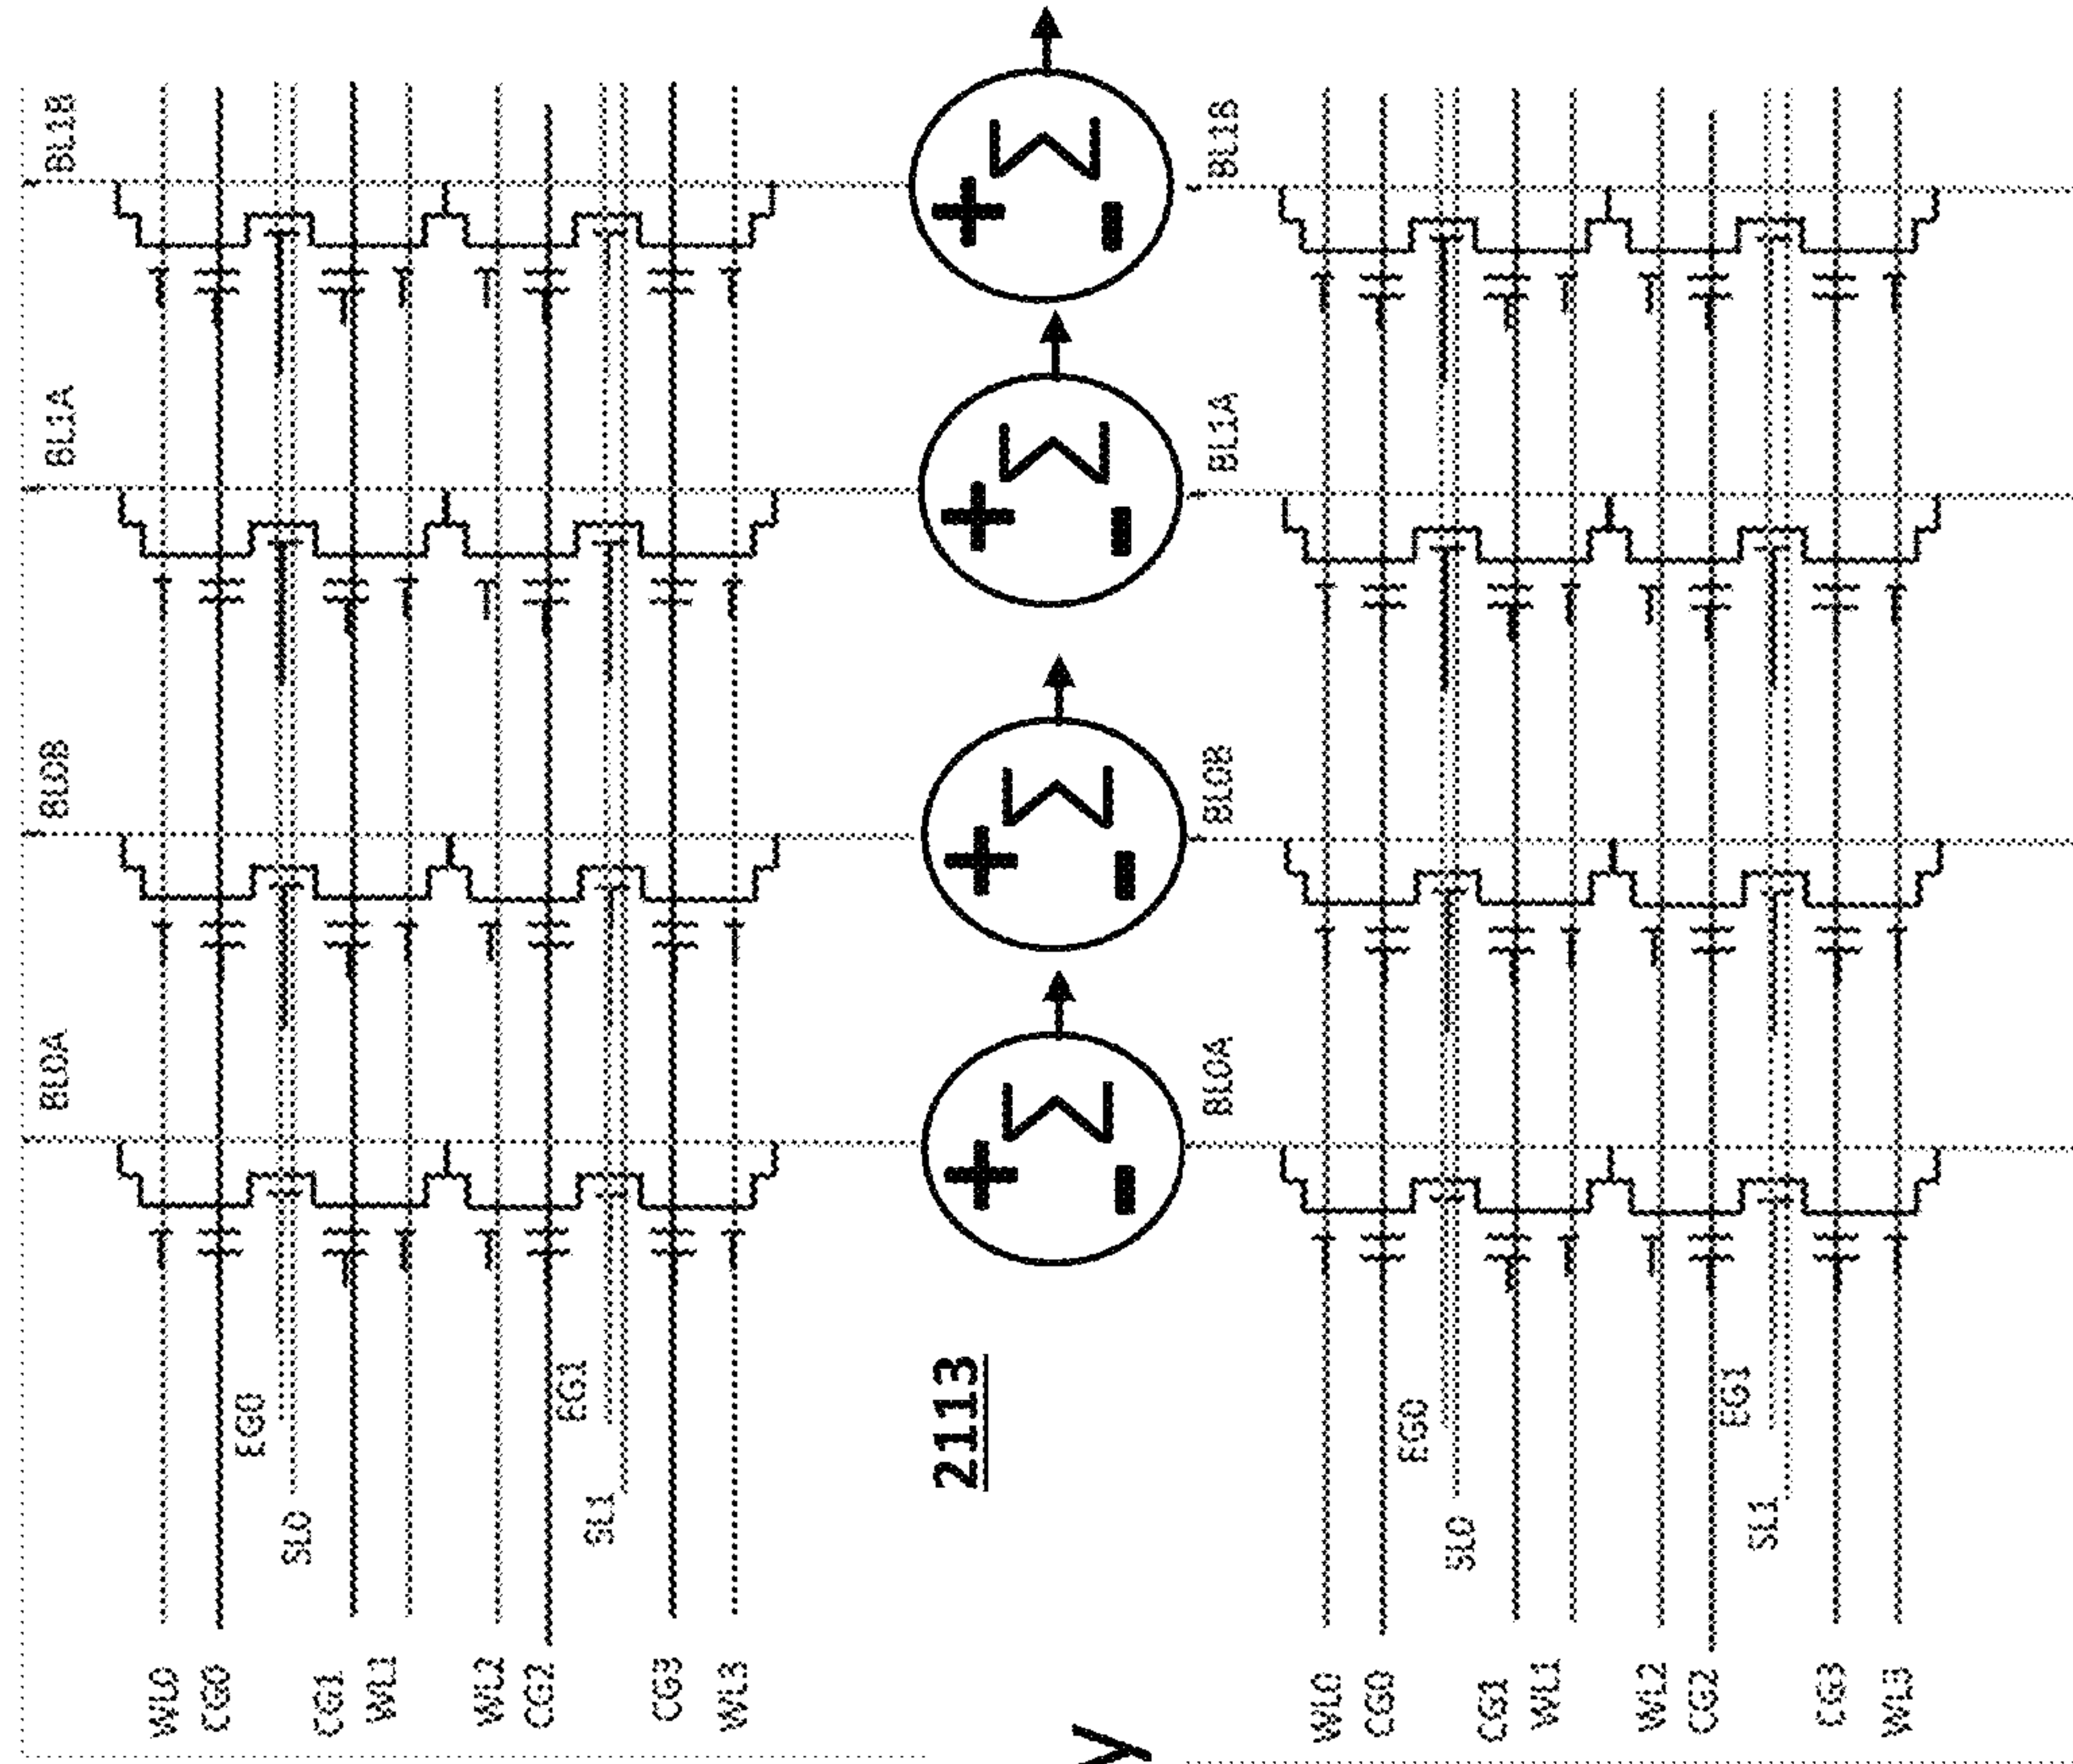 BL0A BL0B BL1A BL1B
WL0
CG0
EG0
SL0
CG1
WL1
WL2
CG2
EG1
SL1
CG3
WL3
2113
+ + + +
Σ Σ Σ Σ
- - - -
y
BL0A BL0B BL1A BL1B
WL0
CG0
EG0
SL0
CG1
WL1
WL2
CG2
EG1
SL1
CG3
WL3